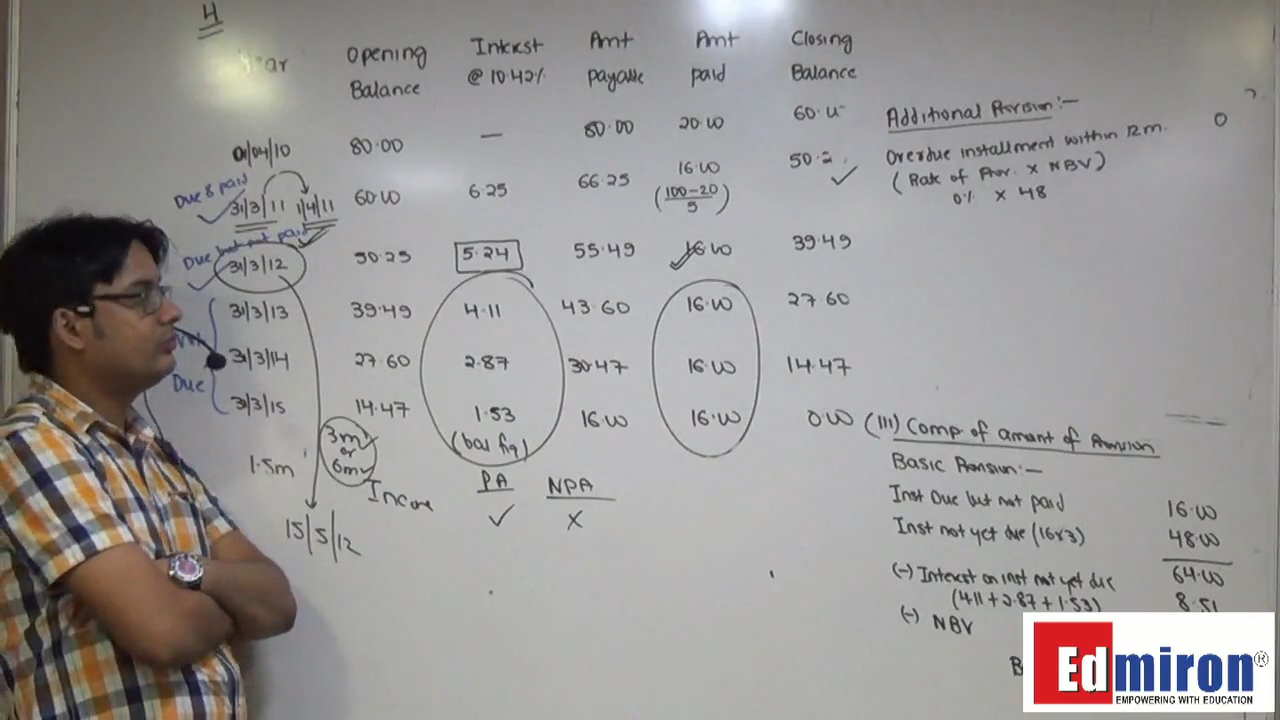 4
Year Opening Balance Interest @ 10.42% Amt payable Amt paid Closing Balance
01/04/10 80.00 — 80.00 20.00 60.00
Due & paid
31/3/11 1/4/11 60.00 6.25 66.25 16.00 50.2
(100-20/5)
Due but not paid
31/3/12 50.25 5.24 55.49 16.00 39.49
31/3/13 39.49 4.11 43.60 16.00 27.60
31/3/14 27.60 2.87 30.47 16.00 14.47
Due
31/3/15 14.47 1.53 16.00 16.00 0.00
(bal fig)
3m
or
6m
1.5m
Income
PA NPA
✓ X
15/5/12
Additional Provision:-
Overdue installment within 12m. 0
(Rate of Prov. x NBV)
0% x 48
(III) Comp of amount of Provision
Basic Provision:-
Inst Due but not paid 16.00
Inst not yet due (16x3) 48.00
64.00
(-) Interest on inst not yet due 8.51
(4.11+2.87+1.53)
(-) NBV
B
Edmiron®
EMPOWERING WITH EDUCATION